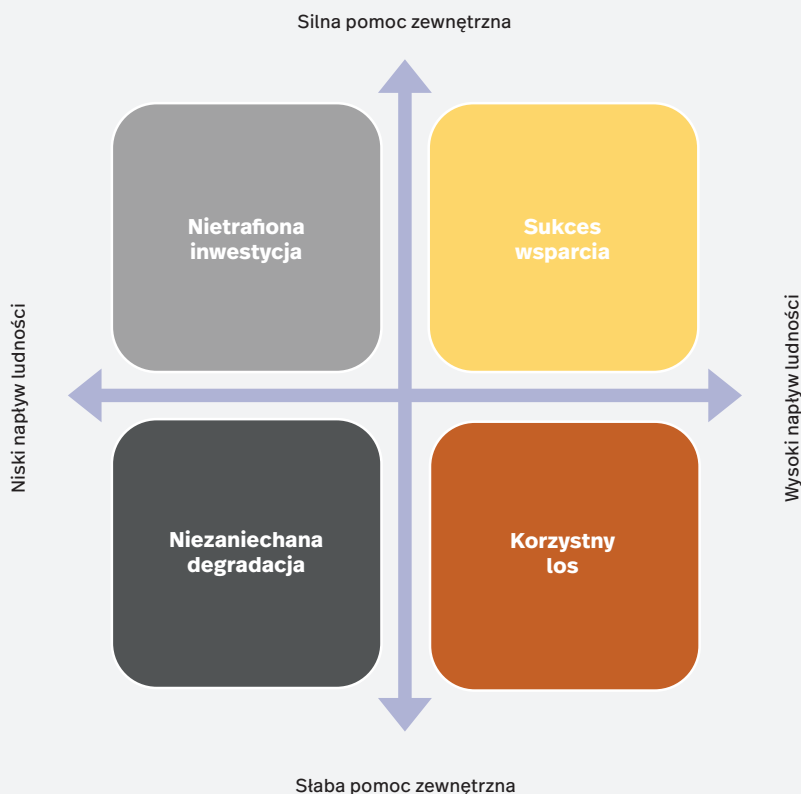 Silna pomoc zewnętrzna
Nietrafiona
inwestycja
Sukces
wsparcia
Niski napływ ludności
Wysoki napływ ludności
Niezaniechana
degradacja
Korzystny
los
Słaba pomoc zewnętrzna